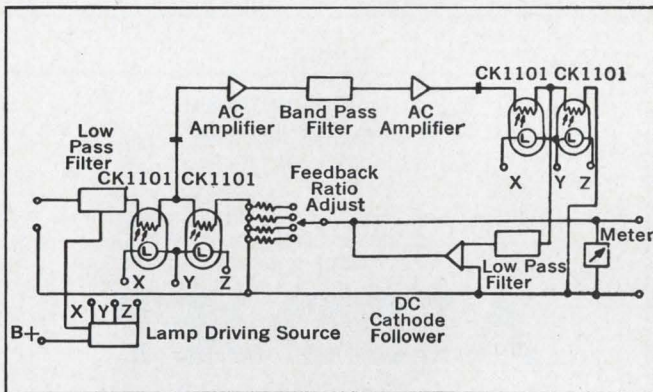 CK1101 CK1101
AC
Amplifier
Band Pass
Filter
AC
Amplifier
Low
Pass
Filter
CK1101 CK1101
L
L
X
Y
Z
Feedback
Ratio
Adjust
L
L
X
Y
Z
Meter
Low Pass
Filter
DC
Cathode
Follower
X
Y
Z
B+
Lamp Driving Source